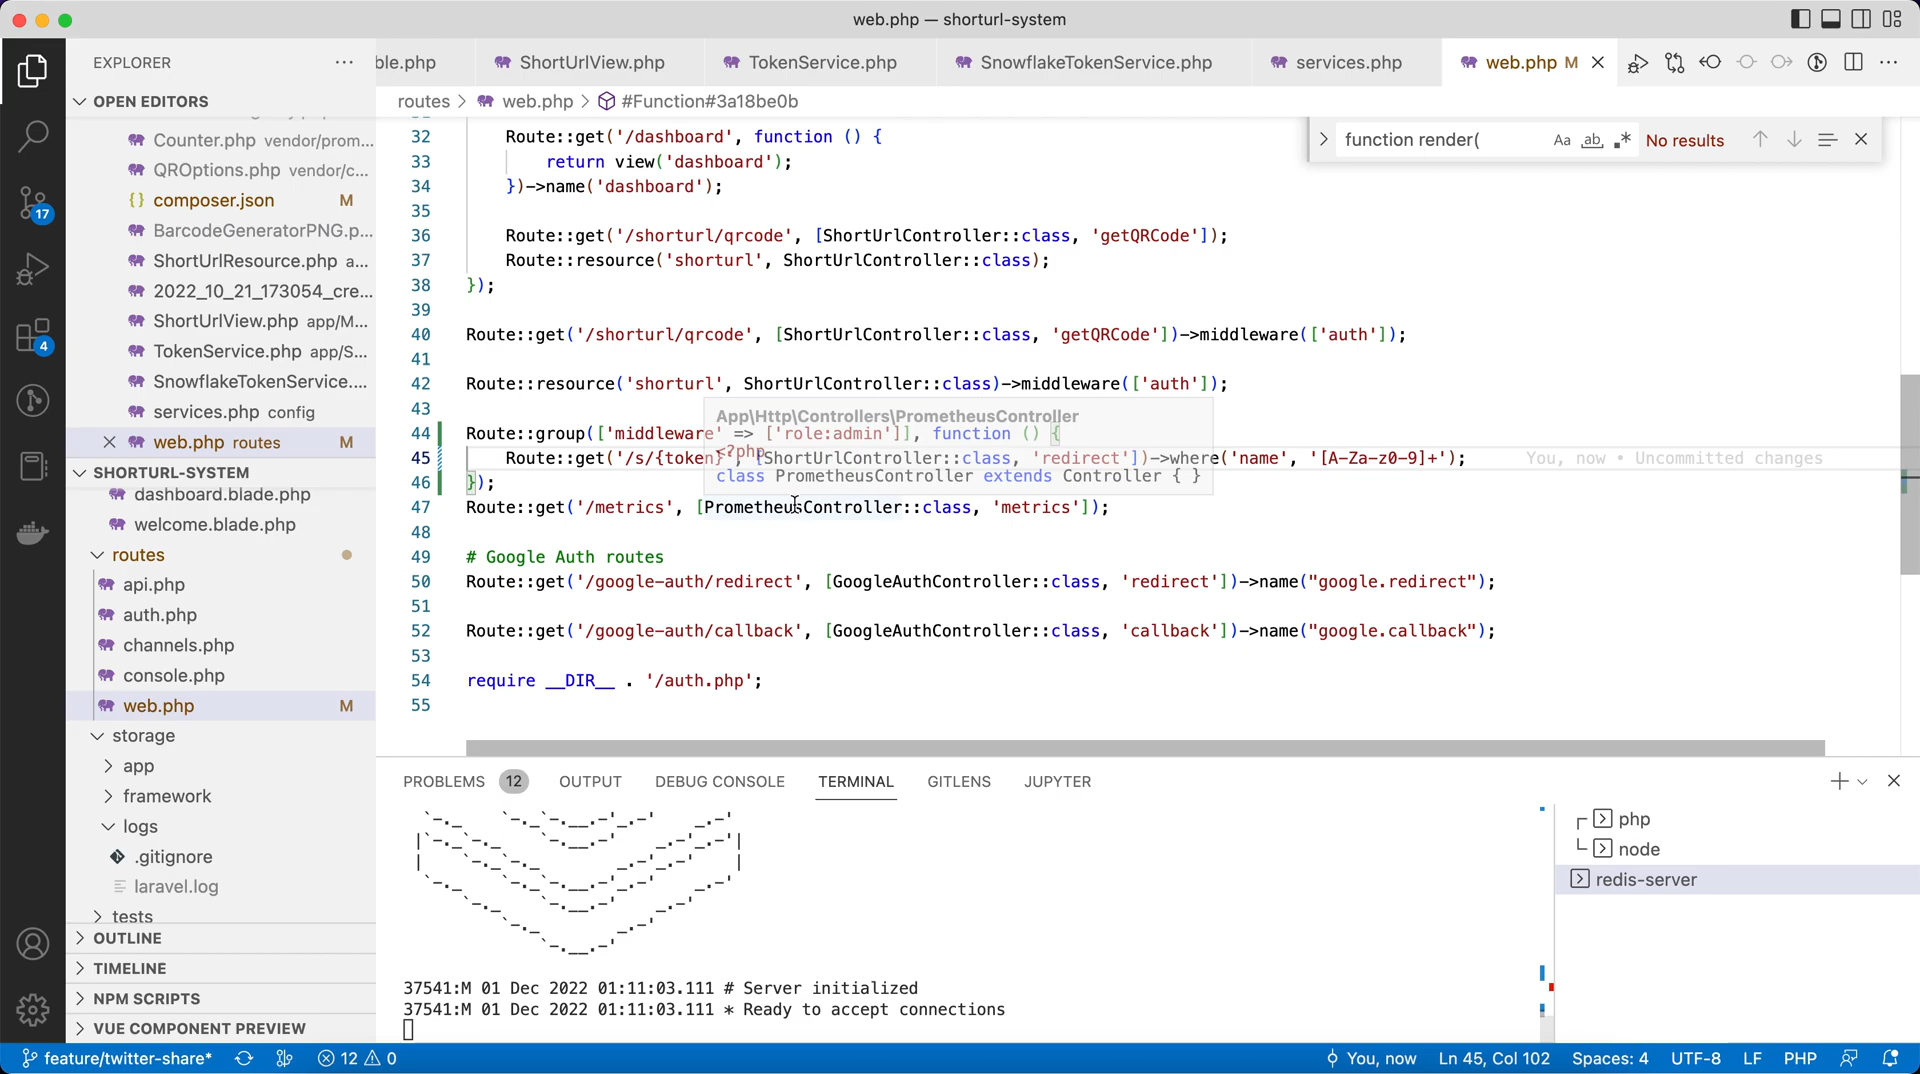 web.php — shorturl-system
EXPLORER
OPEN EDITORS
Counter.php vendor/prom...
QROptions.php vendor/c...
composer.json M
BarcodeGeneratorPNG.p...
ShortUrlResource.php a...
2022_10_21_173054_cre...
ShortUrlView.php app/M...
TokenService.php app/S...
SnowflakeTokenService....
services.php config
web.php routes M
SHORTURL-SYSTEM
dashboard.blade.php
welcome.blade.php
routes
api.php
auth.php
channels.php
console.php
web.php M
storage
app
framework
logs
.gitignore
laravel.log
tests
OUTLINE
TIMELINE
NPM SCRIPTS
VUE COMPONENT PREVIEW
17
4
ble.php ShortUrlView.php TokenService.php SnowflakeTokenService.php services.php web.php M
routes > web.php > #Function#3a18be0b
function render( Aa ab .* No results
32 Route::get('/dashboard', function () {
33 return view('dashboard');
34 })->name('dashboard');
35
36 Route::get('/shorturl/qrcode', [ShortUrlController::class, 'getQRCode']);
37 Route::resource('shorturl', ShortUrlController::class);
38 });
39
40 Route::get('/shorturl/qrcode', [ShortUrlController::class, 'getQRCode'])->middleware(['auth']);
41
42 Route::resource('shorturl', ShortUrlController::class)->middleware(['auth']);
43
App\Http\Controllers\PrometheusController
44 Route::group(['middleware' => ['role:admin']], function () {
<?php
45 Route::get('/s/{token}', [ShortUrlController::class, 'redirect'])->where('name', '[A-Za-z0-9]+'); You, now • Uncommitted changes
class PrometheusController extends Controller { }
46 });
47 Route::get('/metrics', [PrometheusController::class, 'metrics']);
48
49 # Google Auth routes
50 Route::get('/google-auth/redirect', [GoogleAuthController::class, 'redirect'])->name("google.redirect");
51
52 Route::get('/google-auth/callback', [GoogleAuthController::class, 'callback'])->name("google.callback");
53
54 require __DIR__ . '/auth.php';
55
PROBLEMS 12 OUTPUT DEBUG CONSOLE TERMINAL GITLENS JUPYTER
37541:M 01 Dec 2022 01:11:03.111 # Server initialized
37541:M 01 Dec 2022 01:11:03.111 * Ready to accept connections
php
node
redis-server
feature/twitter-share* 12 0 You, now Ln 45, Col 102 Spaces: 4 UTF-8 LF PHP